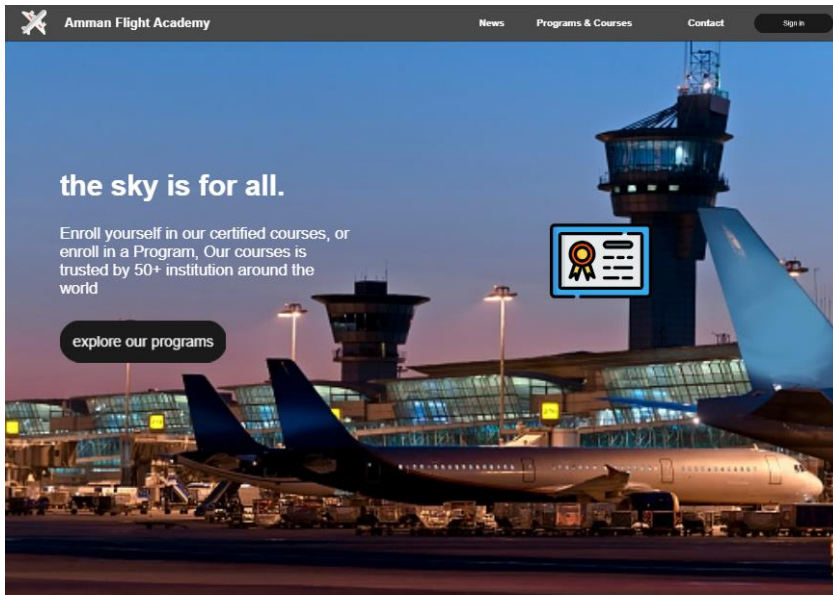 Amman Flight Academy
News
Programs & Courses
Contact
Sign in
the sky is for all.
Enroll yourself in our certified courses, or
enroll in a Program, Our courses is
trusted by 50+ institution around the
world
explore our programs